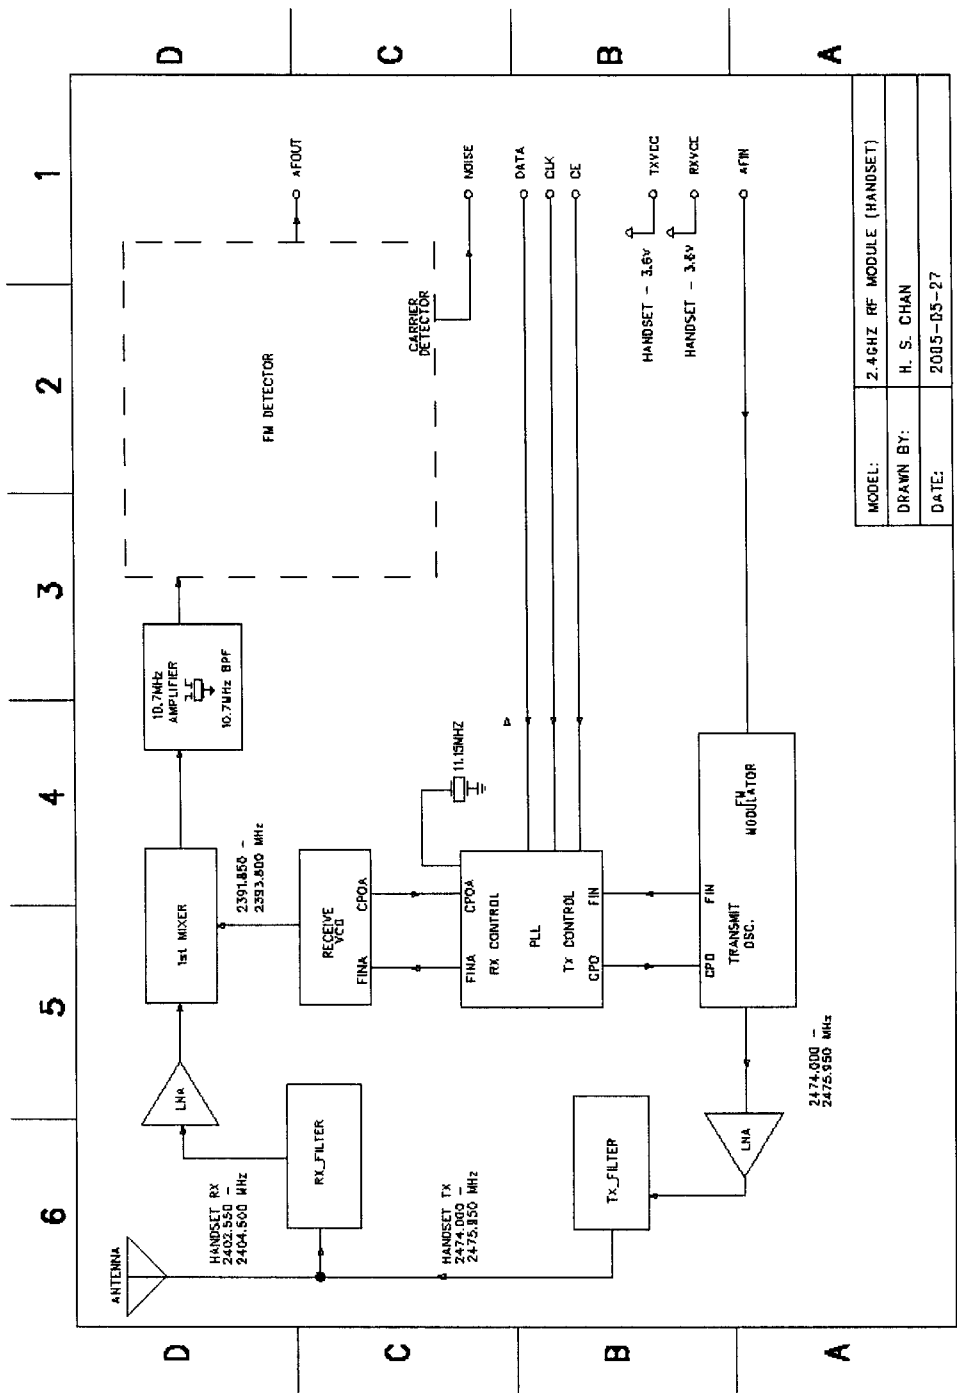 6
5
4
3
2
1
D
D
C
C
B
B
A
A
ANTENNA
HANDSET RX
2402.550 -
2404.500 MHz
RX_FILTER
LNA
1st MIXER
2391.850 -
2393.800 MHz
10.7MHz
AMPLIFIER
10.7MHz BPF
FM DETECTOR
CARRIER
DETECTOR
AFOUT
NOISE
RECEIVE
VCO
FINA
CPOA
11.15MHZ
FINA
CPOA
RX CONTROL
PLL
TX CONTROL
CPO
FIN
DATA
CLK
CE
HANDSET - 3.6V
TXVCC
HANDSET - 3.6V
AFIN
HANDSET TX
2474.000 -
2475.950 MHz
Tx_FILTER
LNA
2474.000 -
2475.950 MHz
CPO
FIN
TRANSMIT
OSC.
FM
MODULATOR
MODEL: 2.4GHZ RF MODULE (HANDSET)
DRAWN BY: H. S. CHAN
DATE: 2005-05-27